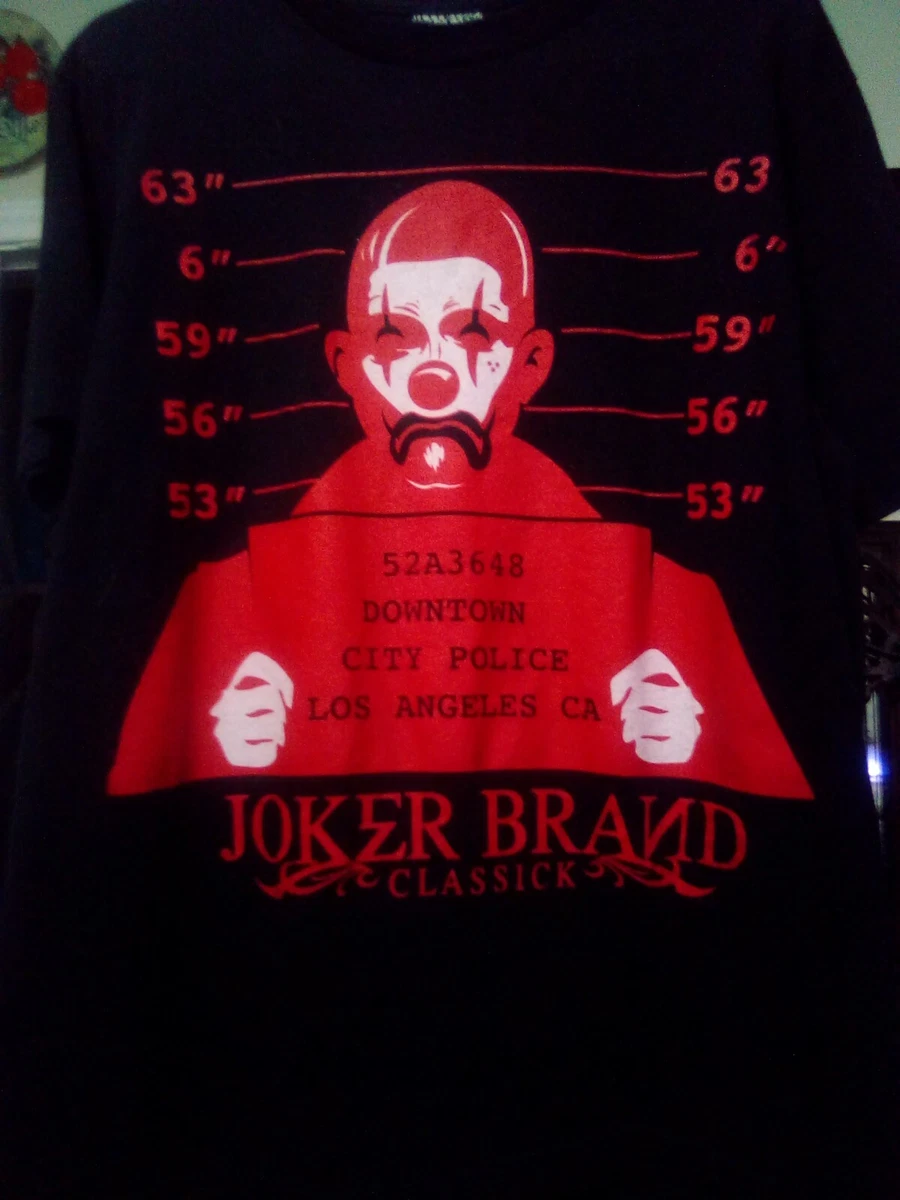 63" 63
6" 6"
59" 59"
56" 56"
53" 53"
52A3648
DOWNTOWN
CITY POLICE
LOS ANGELES CA
JOKER BRAND
CLASSICK